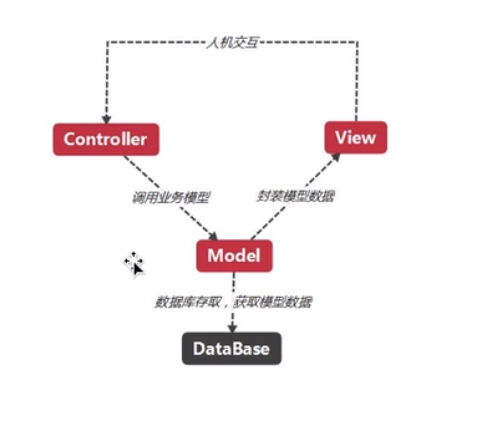 人机交互
Controller
View
调用业务模型
封装模型数据
Model
数据库存取，获取模型数据
DataBase